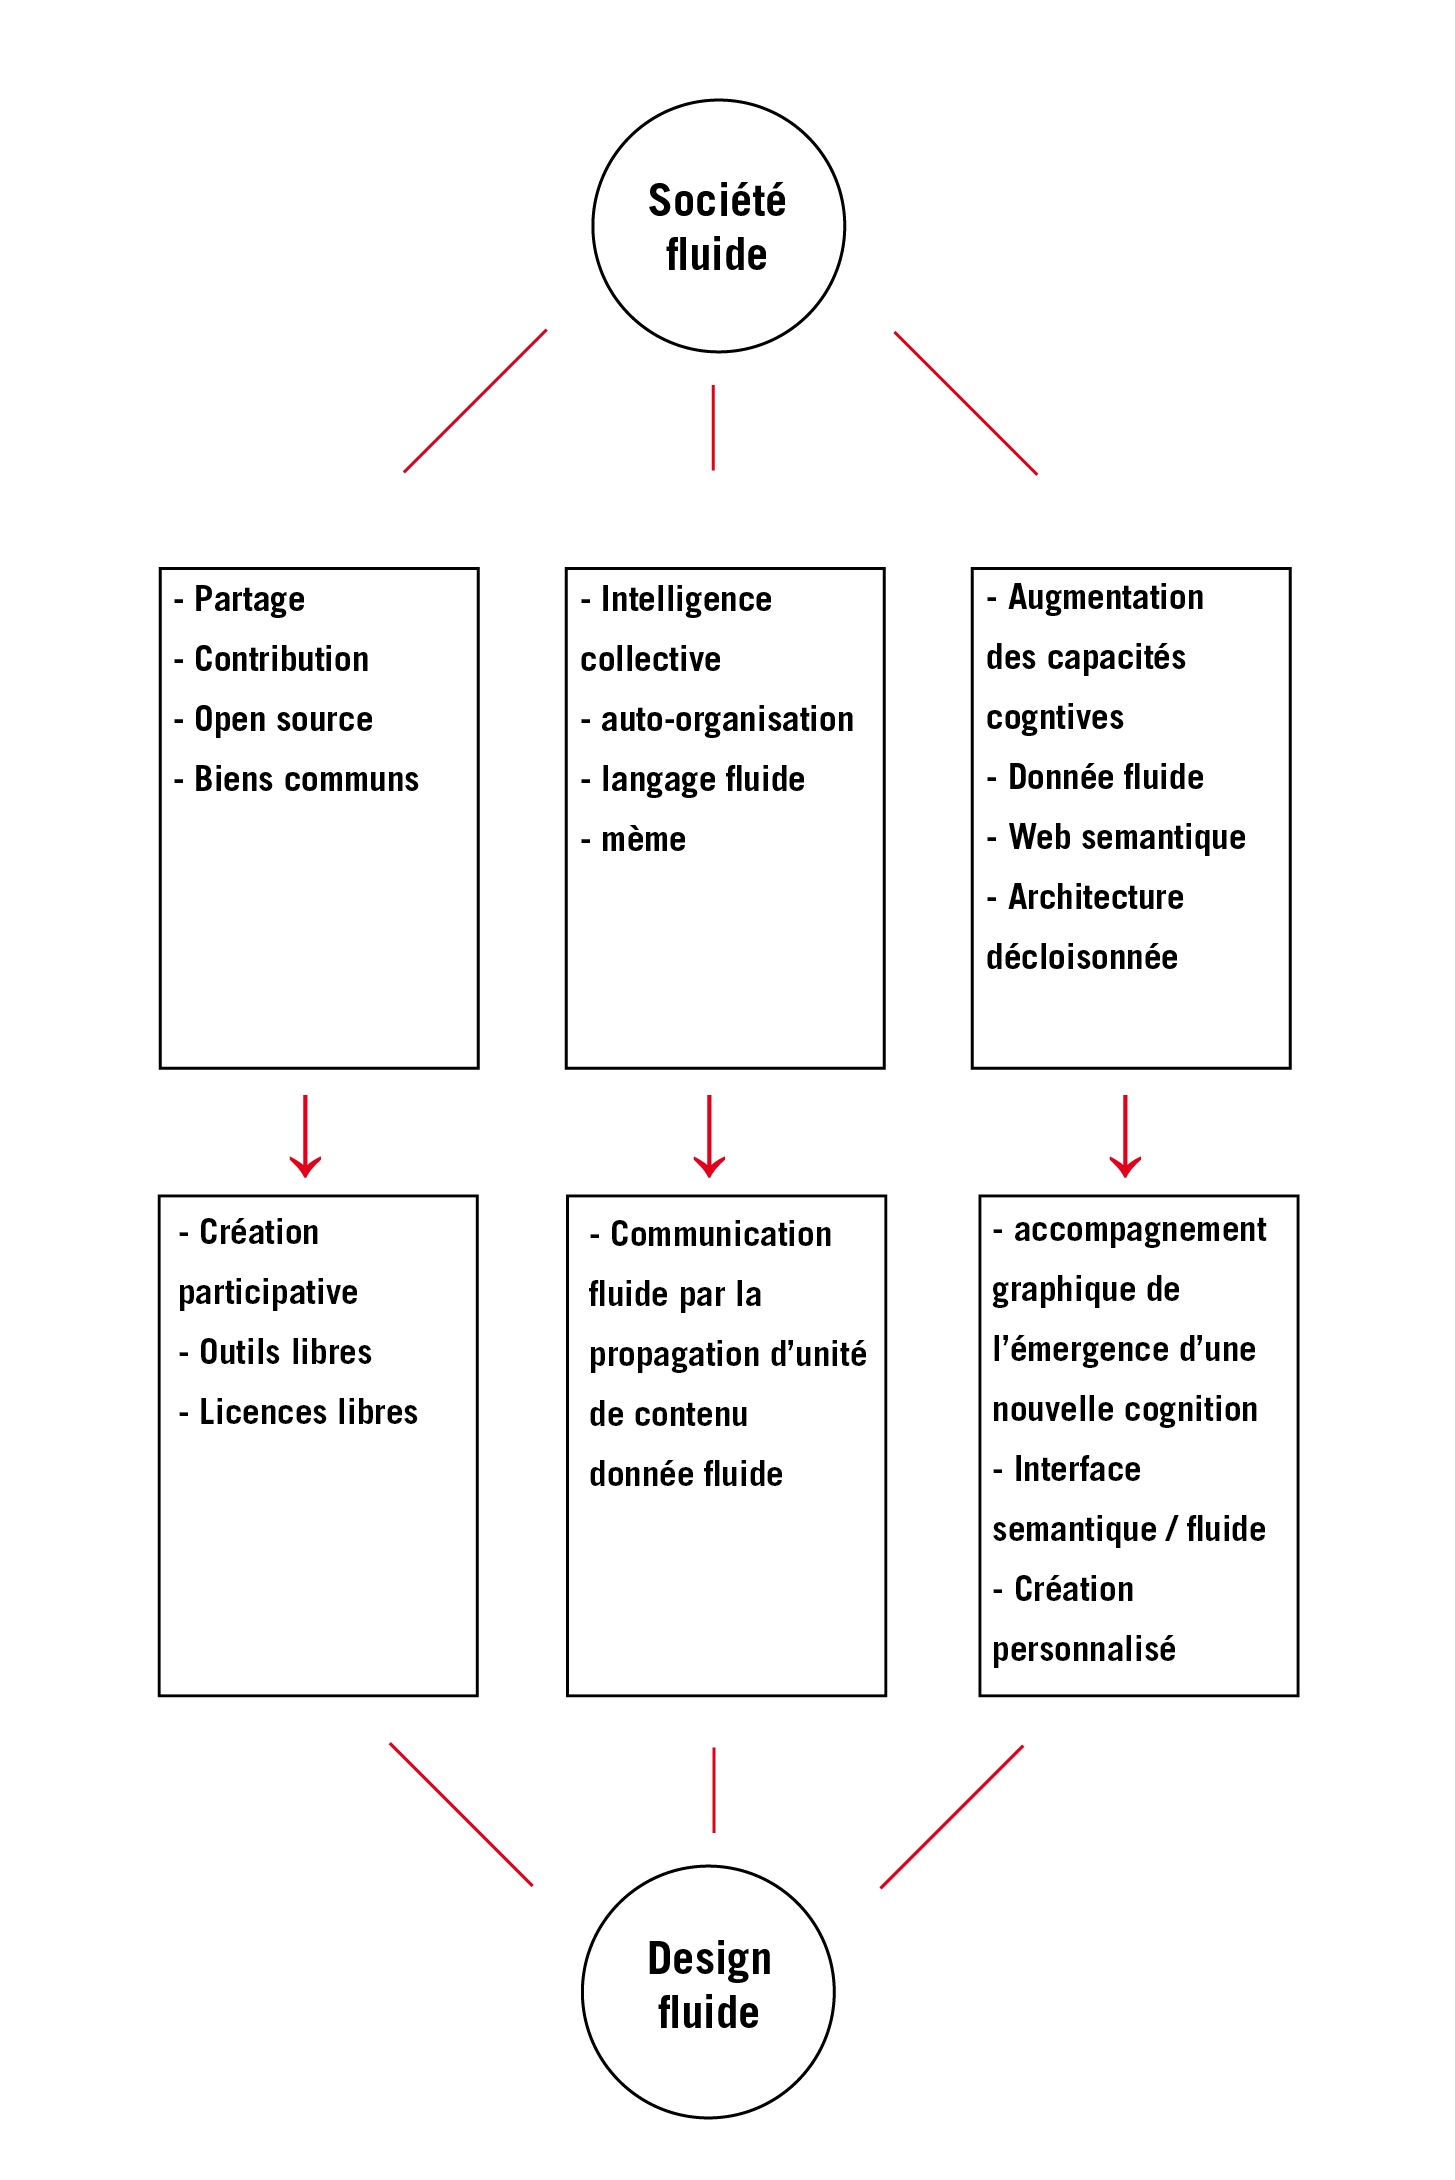 Société
fluide
- Partage
- Contribution
- Open source
- Biens communs
- Intelligence
collective
- auto-organisation
- langage fluide
- mème
- Augmentation
des capacités
cogntives
- Donnée fluide
- Web semantique
- Architecture
décloisonnée
- Création
participative
- Outils libres
- Licences libres
- Communication
fluide par la
propagation d’unité
de contenu
donnée fluide
- accompagnement
graphique de
l’émergence d’une
nouvelle cognition
- Interface
semantique / fluide
- Création
personnalisé
Design
fluide